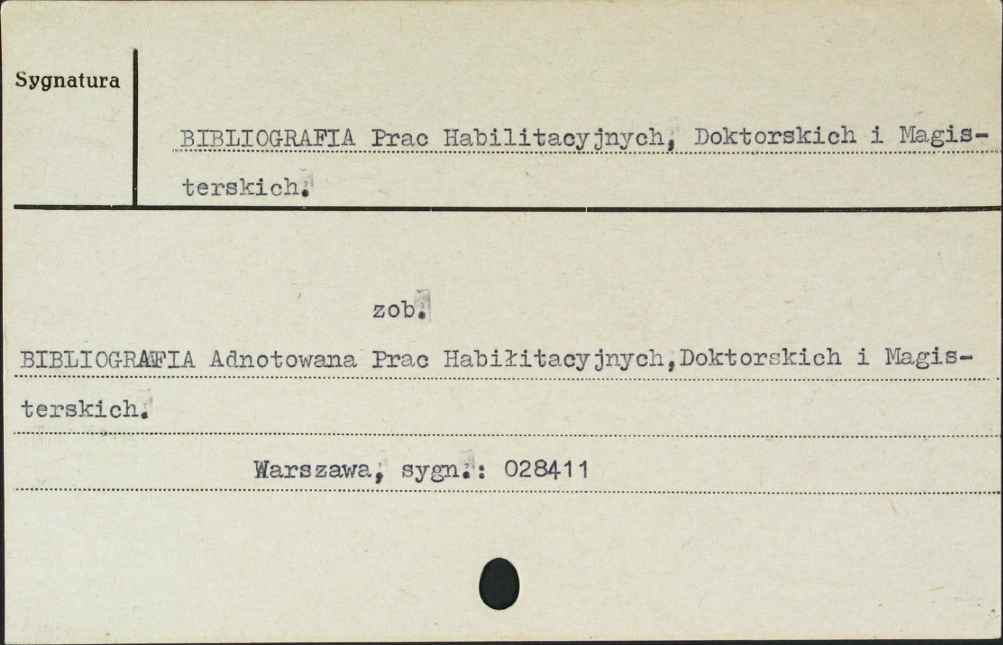 Sygnatura
BIBLIOGRAFIA Prac Habilitacyjnych, Doktorskich i Magis-
terskich.
zob.
BIBLIOGRAFIA Adnotowana Prac Habiłitacyjnych,Doktorskich i Magis-
terskich.
Warszawa, sygn.: 028411